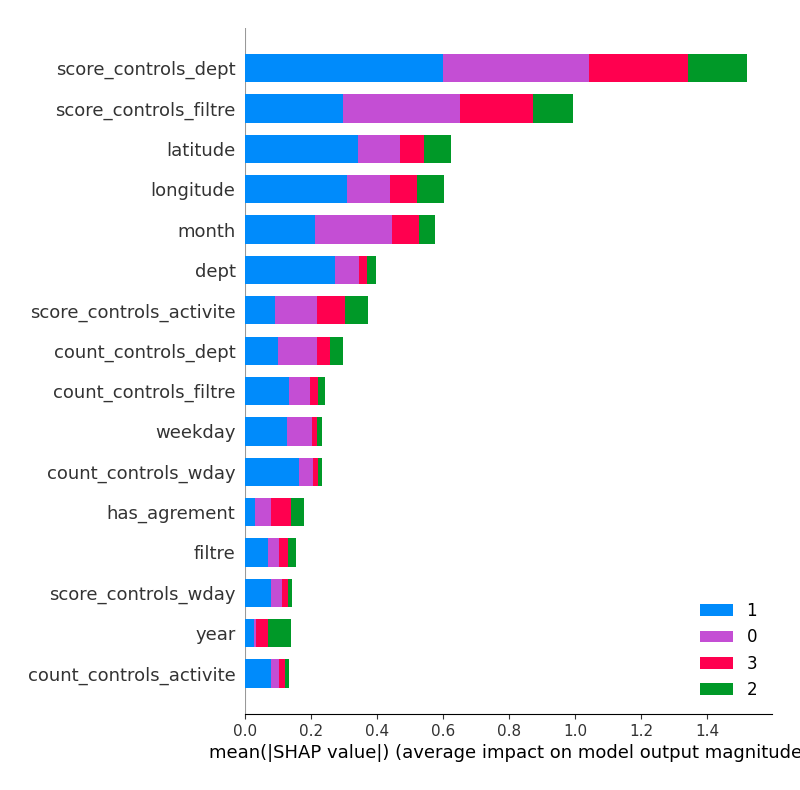 score_controls_dept
score_controls_filtre
latitude
longitude
month
dept
score_controls_activite
count_controls_dept
count_controls_filtre
weekday
count_controls_wday
has_agrement
filtre
score_controls_wday
year
count_controls_activite
1
0
3
2
0.0 0.2 0.4 0.6 0.8 1.0 1.2 1.4
mean(|SHAP value|) (average impact on model output magnitude